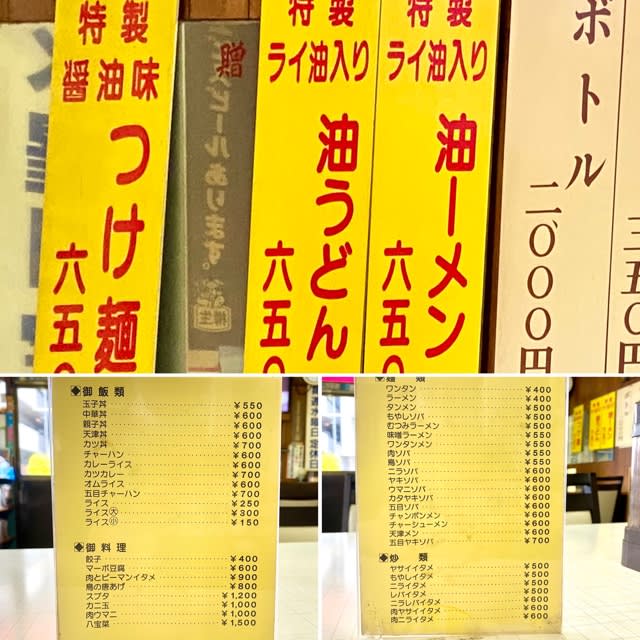 特製
醤油味
つけ麺
六五〇
贈
ビールあります。
特製
ライ油入り
油うどん
六五〇
特製
ライ油入り
油ーメン
六五〇
ボトル
二、〇〇〇円
三五〇円
◆御飯類
玉子丼 ¥550
中華丼 ¥600
親子丼 ¥600
天津丼 ¥600
カツ丼 ¥700
チャーハン ¥600
カレーライス ¥600
カツカレー ¥700
オムライス ¥600
五目チャーハン ¥700
ライス ¥250
ライス㊅ ¥300
ライス㊉ ¥150
◆御料理
餃子 ¥400
マーボ豆腐 ¥600
肉とピーマンイタメ ¥900
鳥の唐あげ ¥800
スブタ ¥1,200
カニ玉 ¥1,000
肉ウマニ ¥1,000
八宝菜 ¥1,500
◆麺類
ワンタン ¥400
ラーメン ¥400
タンメン ¥500
もやしソバ ¥500
むつみラーメン ¥500
味噌ラーメン ¥500
ワンタンメン ¥500
肉ソバ ¥550
鳥ソバ ¥550
ヤキソバ ¥600
ウマニソバ ¥600
カタヤキソバ ¥600
五目ソバ ¥600
チャンポンメン ¥600
チャーシューメン ¥600
天津メン ¥600
五目ヤキソバ ¥700
◆炒類
ヤサイイタメ ¥500
もやしイタメ ¥500
ニライタメ ¥500
レバイタメ ¥500
ニラレバイタメ ¥600
肉ヤサイイタメ ¥600
肉ニライタメ ¥600